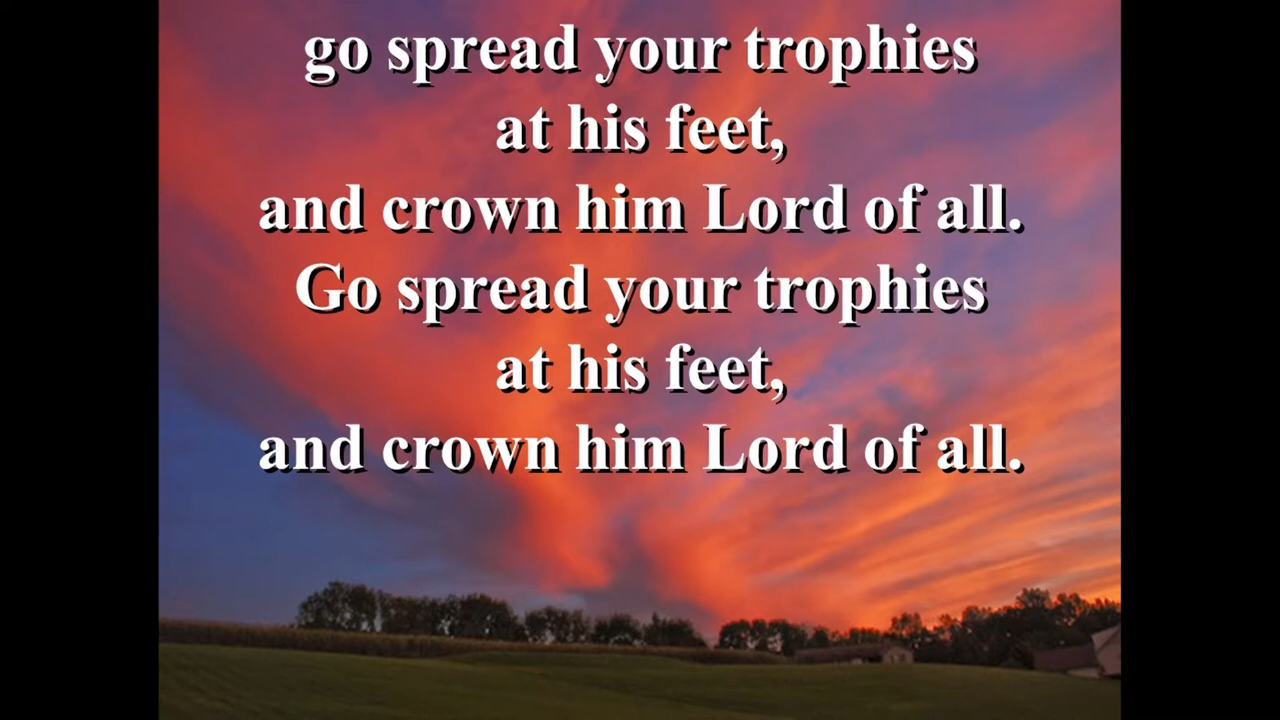 go spread your trophies
at his feet,
and crown him Lord of all.
Go spread your trophies
at his feet,
and crown him Lord of all.